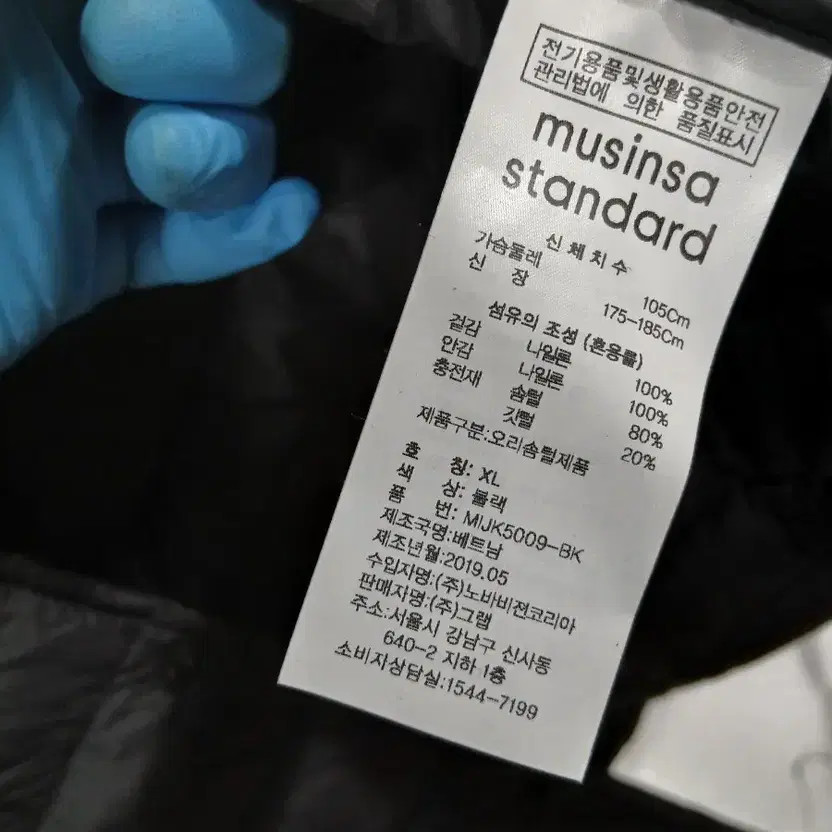 전기용품및생활용품안전
관리법에 의한 품질표시
musinsa
standard
신체치수
가슴둘레 105Cm
신 장 175-185Cm
섬유의 조성 (혼용률)
겉감 나일론 100%
안감 나일론 100%
충전재 솜털 80%
깃털 20%
제품구분:오리솜털제품
호 칭: XL
색 상: 블랙
품 번: MIJK5009-BK
제조국명:베트남
제조년월:2019.05
수입자명:(주)노바비젼코리아
판매자명:(주)그랩
주소:서울시 강남구 신사동
640-2 지하 1층
소비자상담실:1544-7199